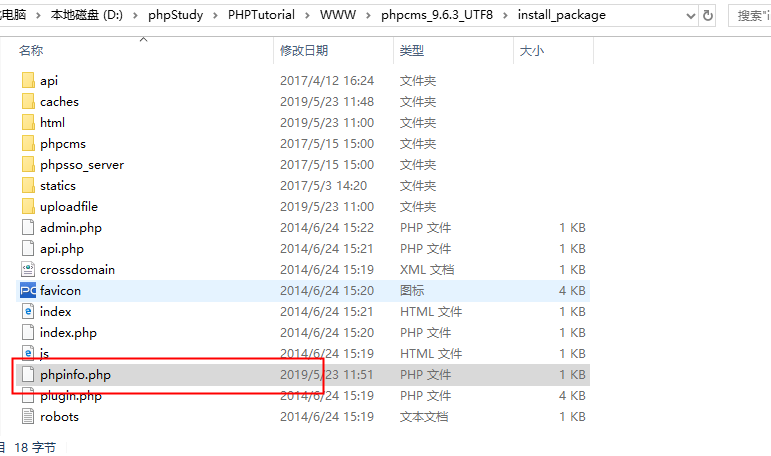 电脑 › 本地磁盘 (D:) › phpStudy › PHPTutorial › WWW › phpcms_9.6.3_UTF8 › install_package 搜索"i
名称 修改日期 类型 大小
api 2017/4/12 16:24 文件夹
caches 2019/5/23 11:48 文件夹
html 2019/5/23 11:00 文件夹
phpcms 2017/5/15 15:00 文件夹
phpsso_server 2017/5/15 15:00 文件夹
statics 2017/5/3 14:20 文件夹
uploadfile 2019/5/23 11:00 文件夹
admin.php 2014/6/24 15:22 PHP 文件 1 KB
api.php 2014/6/24 15:21 PHP 文件 1 KB
crossdomain 2014/6/24 15:19 XML 文档 1 KB
favicon 2014/6/24 15:20 图标 4 KB
index 2014/6/24 15:21 HTML 文件 1 KB
index.php 2014/6/24 15:20 PHP 文件 1 KB
js 2014/6/24 15:19 HTML 文件 1 KB
phpinfo.php 2019/5/23 11:51 PHP 文件 1 KB
plugin.php 2014/6/24 15:19 PHP 文件 4 KB
robots 2014/6/24 15:19 文本文档 1 KB
18 字节